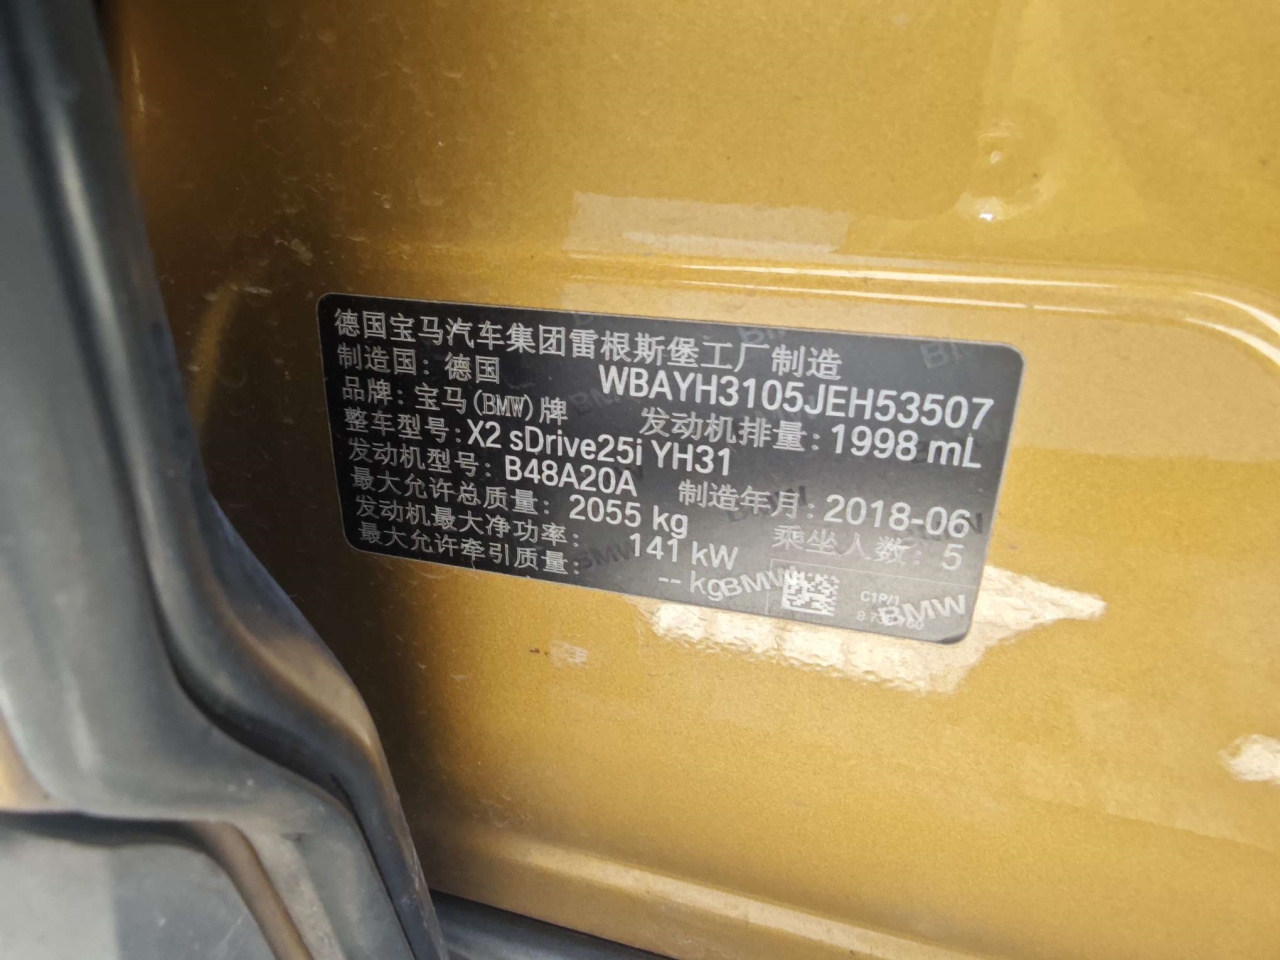 德国宝马汽车集团雷根斯堡工厂制造
制造国：德国 WBAYH3105JEH53507
品牌：宝马(BMW)牌 发动机排量：1998 mL
整车型号：X2 sDrive25i YH31
发动机型号：B48A20A 制造年月：2018-06
最大允许总质量：2055 kg 乘坐人数：5
发动机最大净功率：141 kW
最大允许牵引质量：-- kg
BMW
C1P/1
BMW